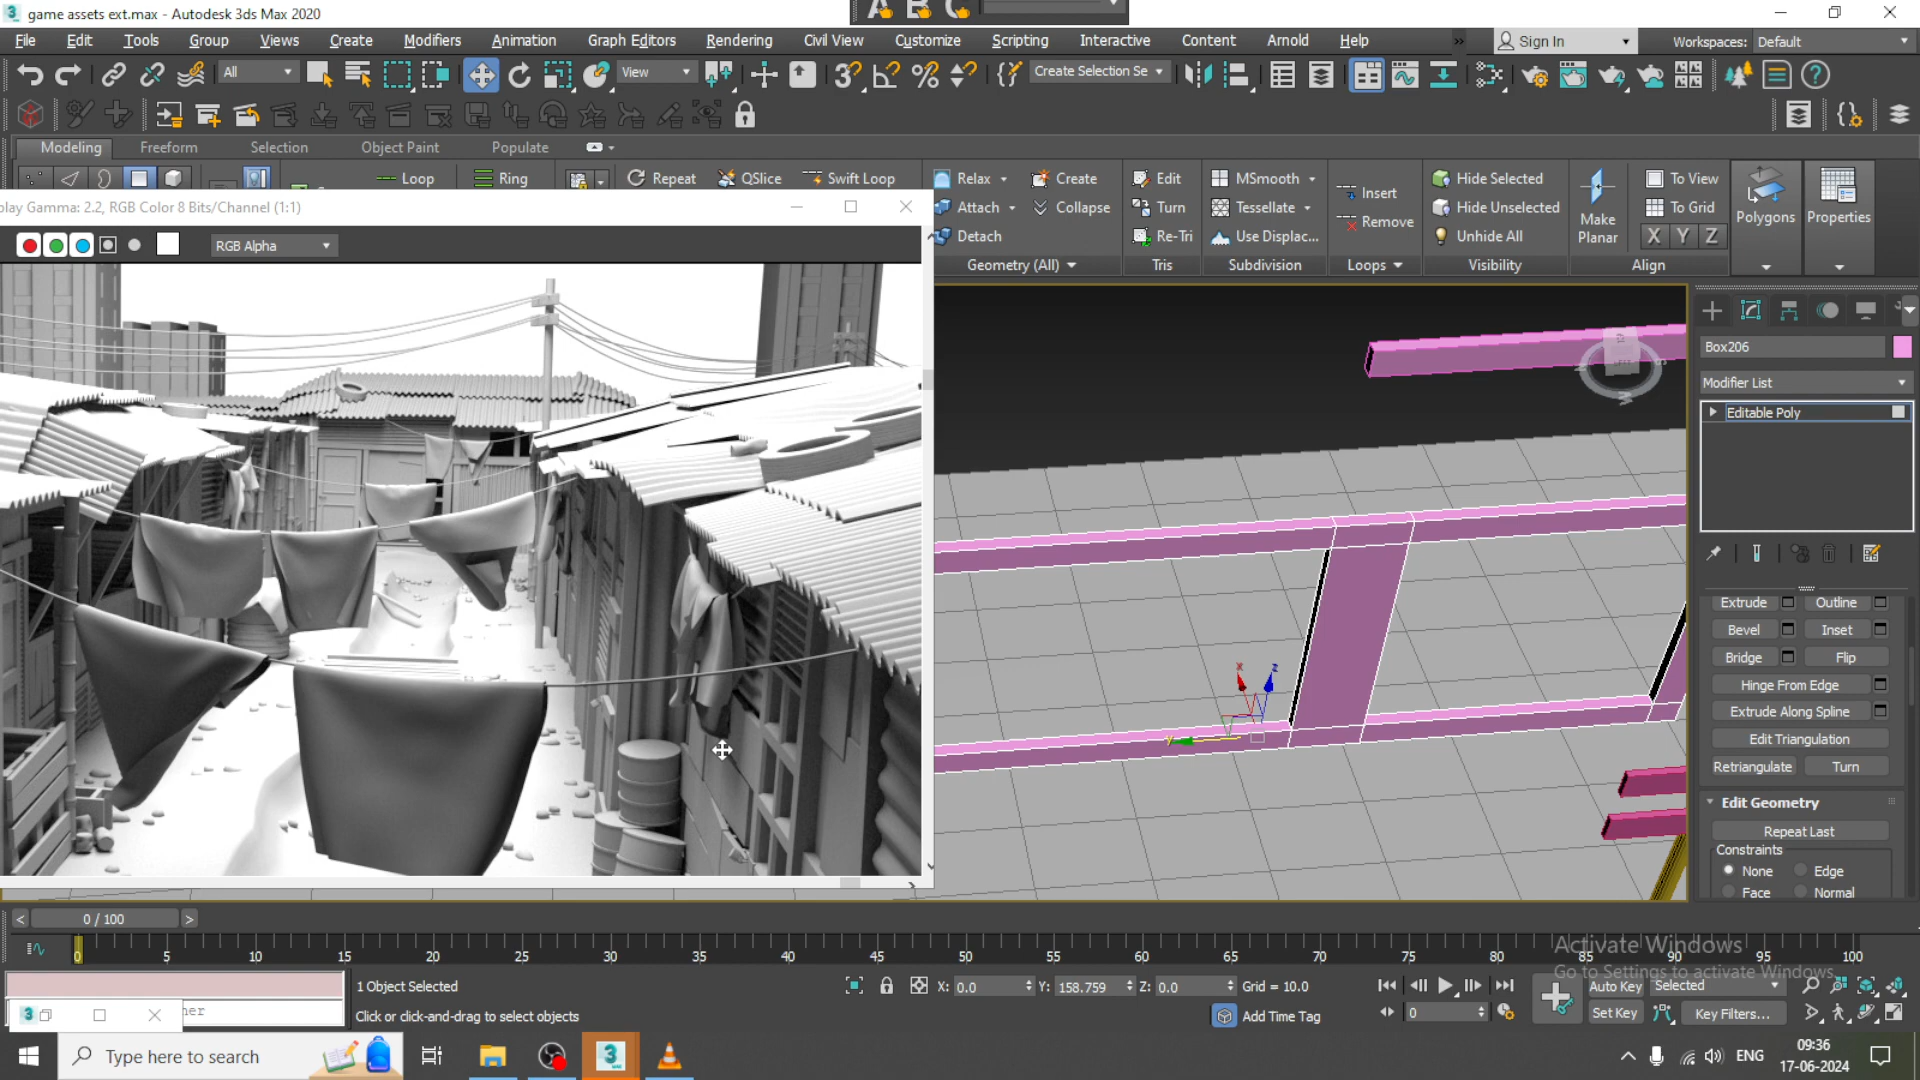 game assets ext.max - Autodesk 3ds Max 2020
File Edit Tools Group Views Create Modifiers Animation Graph Editors Rendering Civil View Customize Scripting Interactive Content Arnold Help
Sign In
Workspaces: Default
All
View
Create Selection Se
Modeling Freeform Selection Object Paint Populate
Loop Ring Repeat QSlice Swift Loop
Relax Create Edit MSmooth Hide Selected To View
Insert
Attach Collapse Turn Tessellate Hide Unselected Make Planar To Grid Polygons Properties
Remove
Detach Re-Tri Use Displac... Unhide All X Y Z
Geometry (All) Tris Subdivision Loops Visibility Align
play Gamma: 2.2, RGB Color 8 Bits/Channel (1:1)
RGB Alpha
Box206
Modifier List
Editable Poly
Extrude Outline
Bevel Inset
Bridge Flip
Hinge From Edge
Extrude Along Spline
Edit Triangulation
Retriangulate Turn
Edit Geometry
Repeat Last
Constraints
None Edge
Face Normal
x z
y
< 0 / 100 >
0 5 10 15 20 25 30 35 40 45 50 55 60 65 70 75 80 85 90 95 100
Activate Windows
Go to Settings to activate Windows.
1 Object Selected
X: 0.0 Y: 158.759 Z: 0.0 Grid = 10.0
Auto Key Selected
Click or click-and-drag to select objects
Add Time Tag
0
Set Key Key Filters...
Type here to search
ENG
09:36
17-06-2024